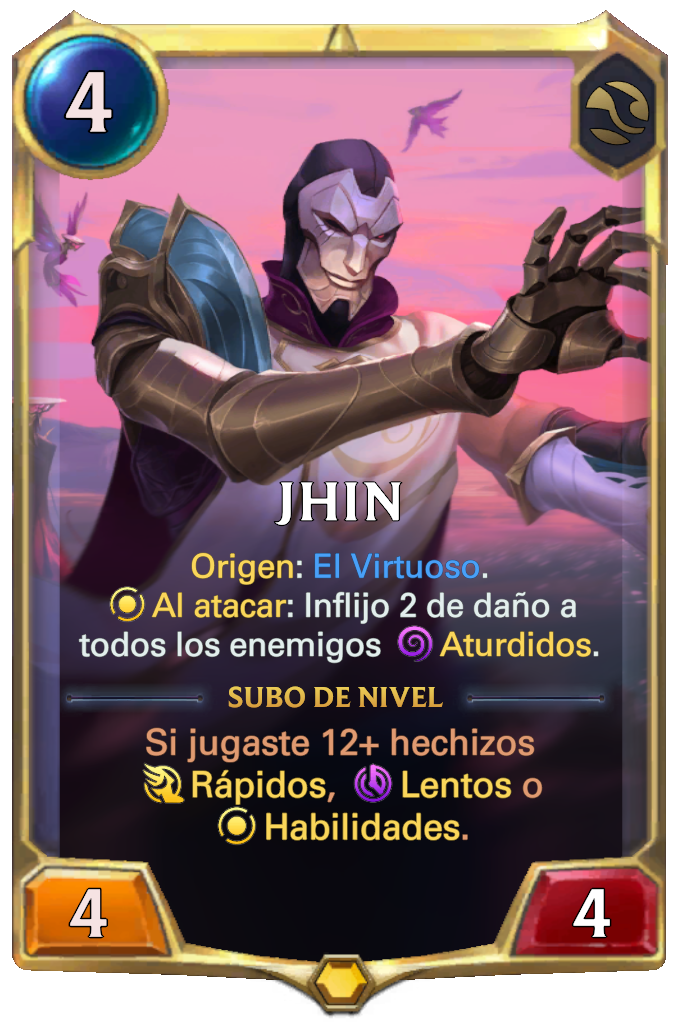 4
JHIN
Origen: El Virtuoso.
Al atacar: Inflijo 2 de daño a
todos los enemigos Aturdidos.
SUBO DE NIVEL
Si jugaste 12+ hechizos
Rápidos, Lentos o
Habilidades.
4
4